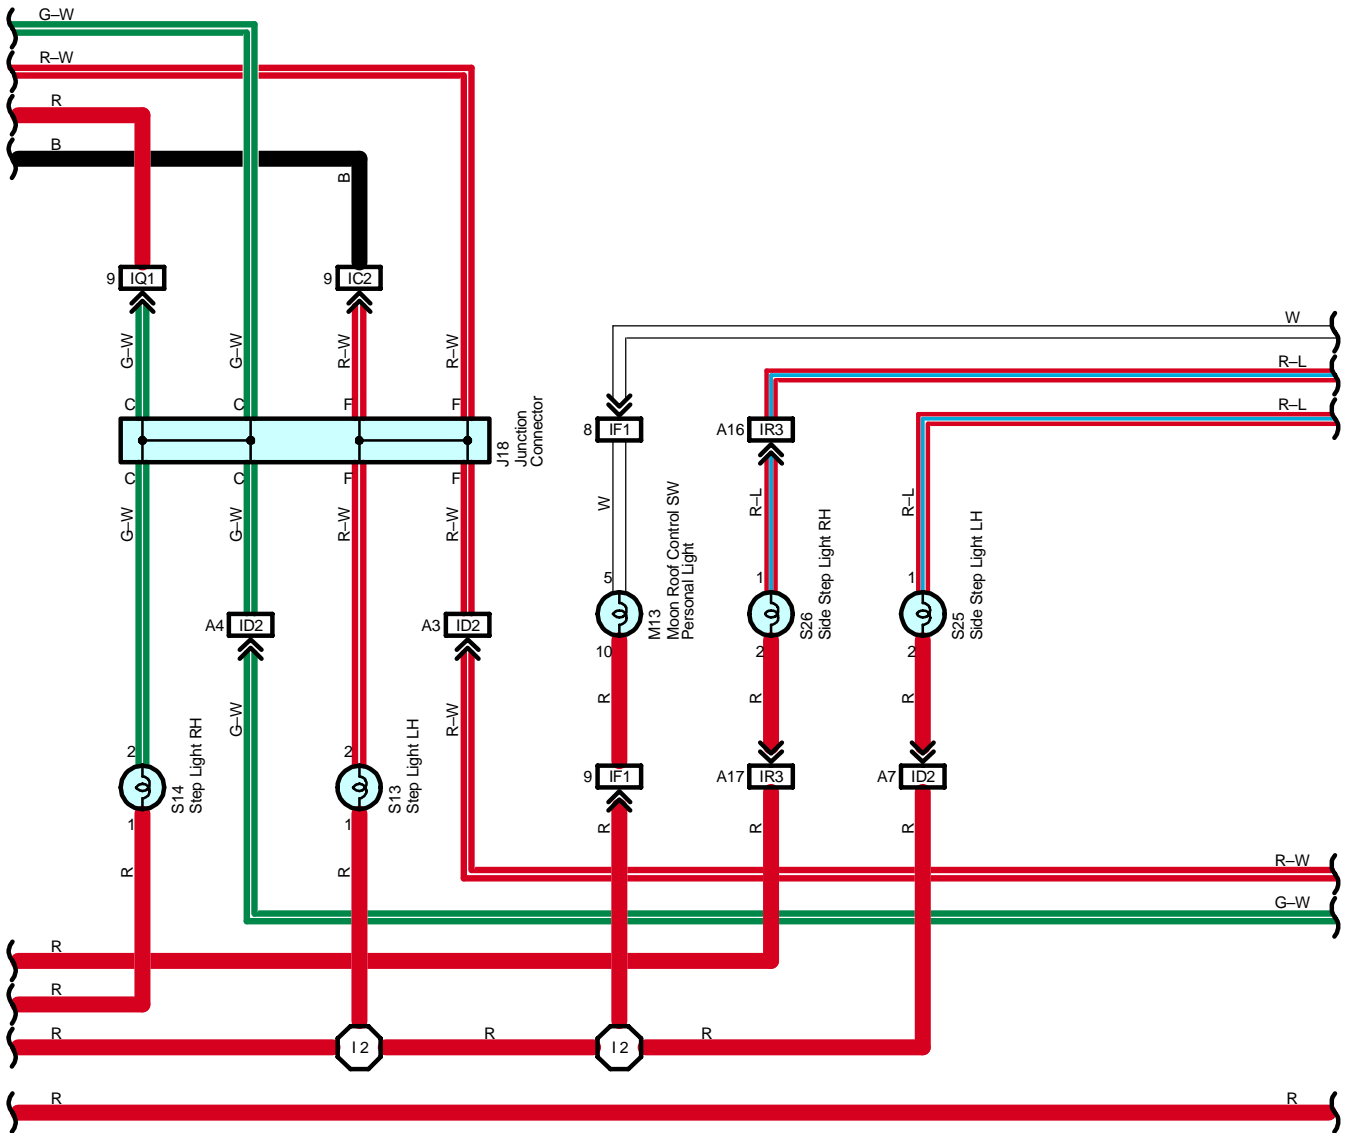 G–W
R–W
R
B
B
9 IQ1
9 IC2
W
R–L
R–L
G–W
G–W
R–W
R–W
C
C
F
F
J18
Junction
Connector
8 IF1
A16 IR3
C
C
F
F
G–W
G–W
R–W
R–W
W
R–L
R–L
5
1
1
M13
Moon Roof Control SW
Personal Light
S26
Side Step Light RH
S25
Side Step Light LH
A4 ID2
A3 ID2
10
2
2
R
R
R
G–W
R–W
2
2
S14
Step Light RH
S13
Step Light LH
9 IF1
A17 IR3
A7 ID2
1
1
R
R
R
R
R
R–W
G–W
R
R
R
R
R
I 2
I 2
R
R